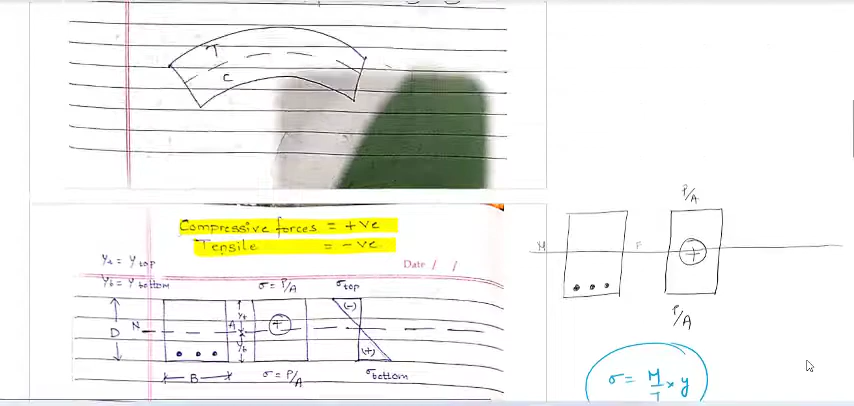 T
C
Compressive forces = +ve
Tensile = -ve
Date / /
Yt = Y top
Yb = Y bottom
σ = P/A
σtop
D
N
A
Yt
Yb
+
(-)
(+)
B
σ = P/A
σbottom
P/A
M
F
+
P/A
σ = M/I × y